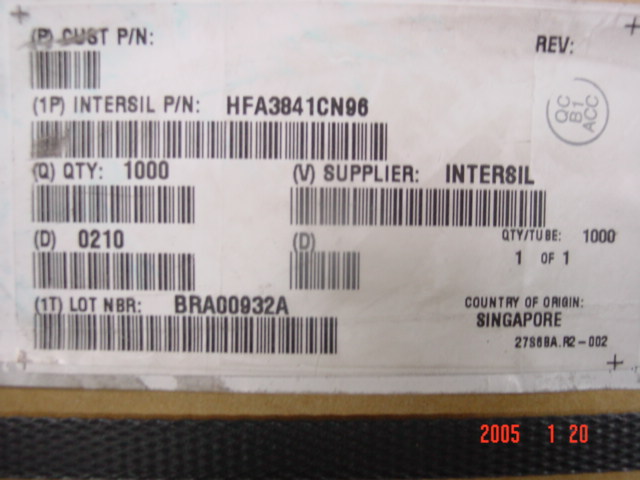 (P) CUST P/N:
REV:
(1P) INTERSIL P/N: HFA3841CN96
QC
B1
ACC
(Q) QTY: 1000
(V) SUPPLIER: INTERSIL
(D) 0210
(D)
QTY/TUBE: 1000
1 OF 1
(1T) LOT NBR: BRA00932A
COUNTRY OF ORIGIN:
SINGAPORE
27S68A.R2-002
2005 1 20